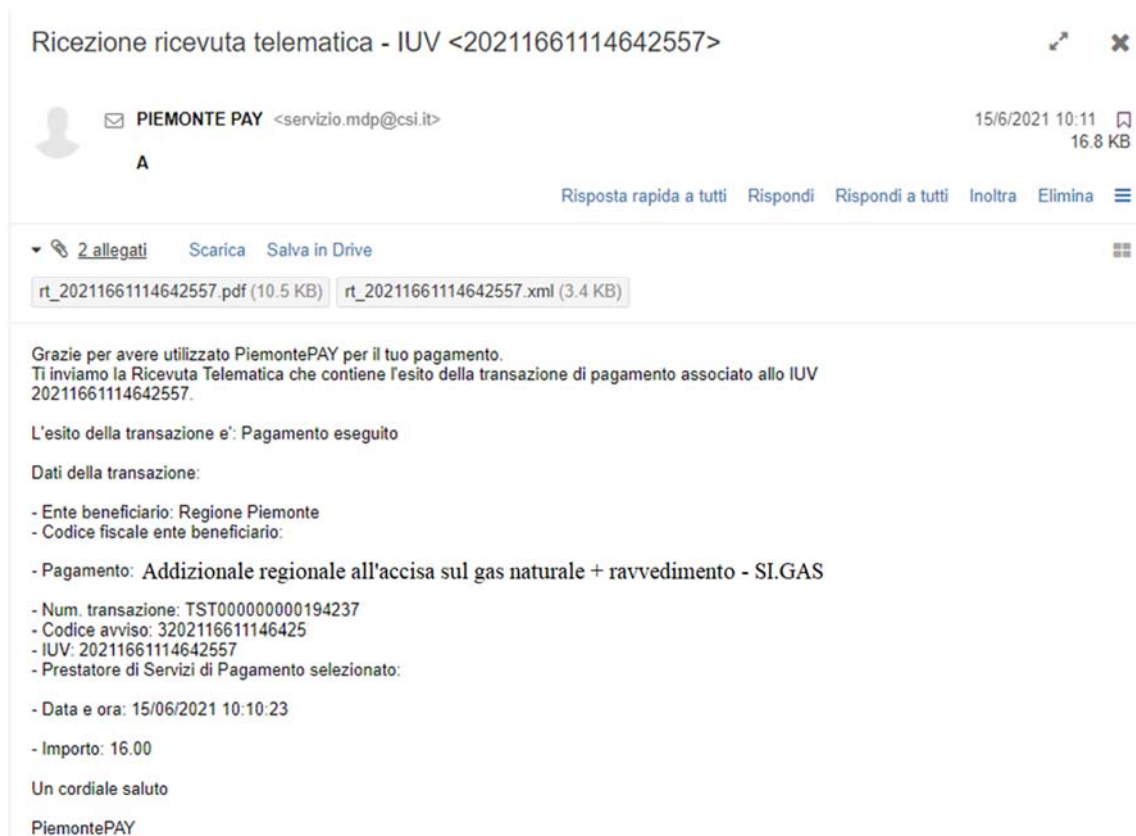 Ricezione ricevuta telematica - IUV <20211661114642557>
PIEMONTE PAY <servizio.mdp@csi.it>
15/6/2021 10:11
16.8 KB
A
Risposta rapida a tutti Rispondi Rispondi a tutti Inoltra Elimina
2 allegati Scarica Salva in Drive
rt_20211661114642557.pdf (10.5 KB) rt_20211661114642557.xml (3.4 KB)
Grazie per avere utilizzato PiemontePAY per il tuo pagamento.
Ti inviamo la Ricevuta Telematica che contiene l'esito della transazione di pagamento associato allo IUV
20211661114642557.
L'esito della transazione e': Pagamento eseguito
Dati della transazione:
- Ente beneficiario: Regione Piemonte
- Codice fiscale ente beneficiario:
- Pagamento: Addizionale regionale all'accisa sul gas naturale + ravvedimento - SI.GAS
- Num. transazione: TST000000000194237
- Codice avviso: 3202116611146425
- IUV: 20211661114642557
- Prestatore di Servizi di Pagamento selezionato:
- Data e ora: 15/06/2021 10:10:23
- Importo: 16.00
Un cordiale saluto
PiemontePAY